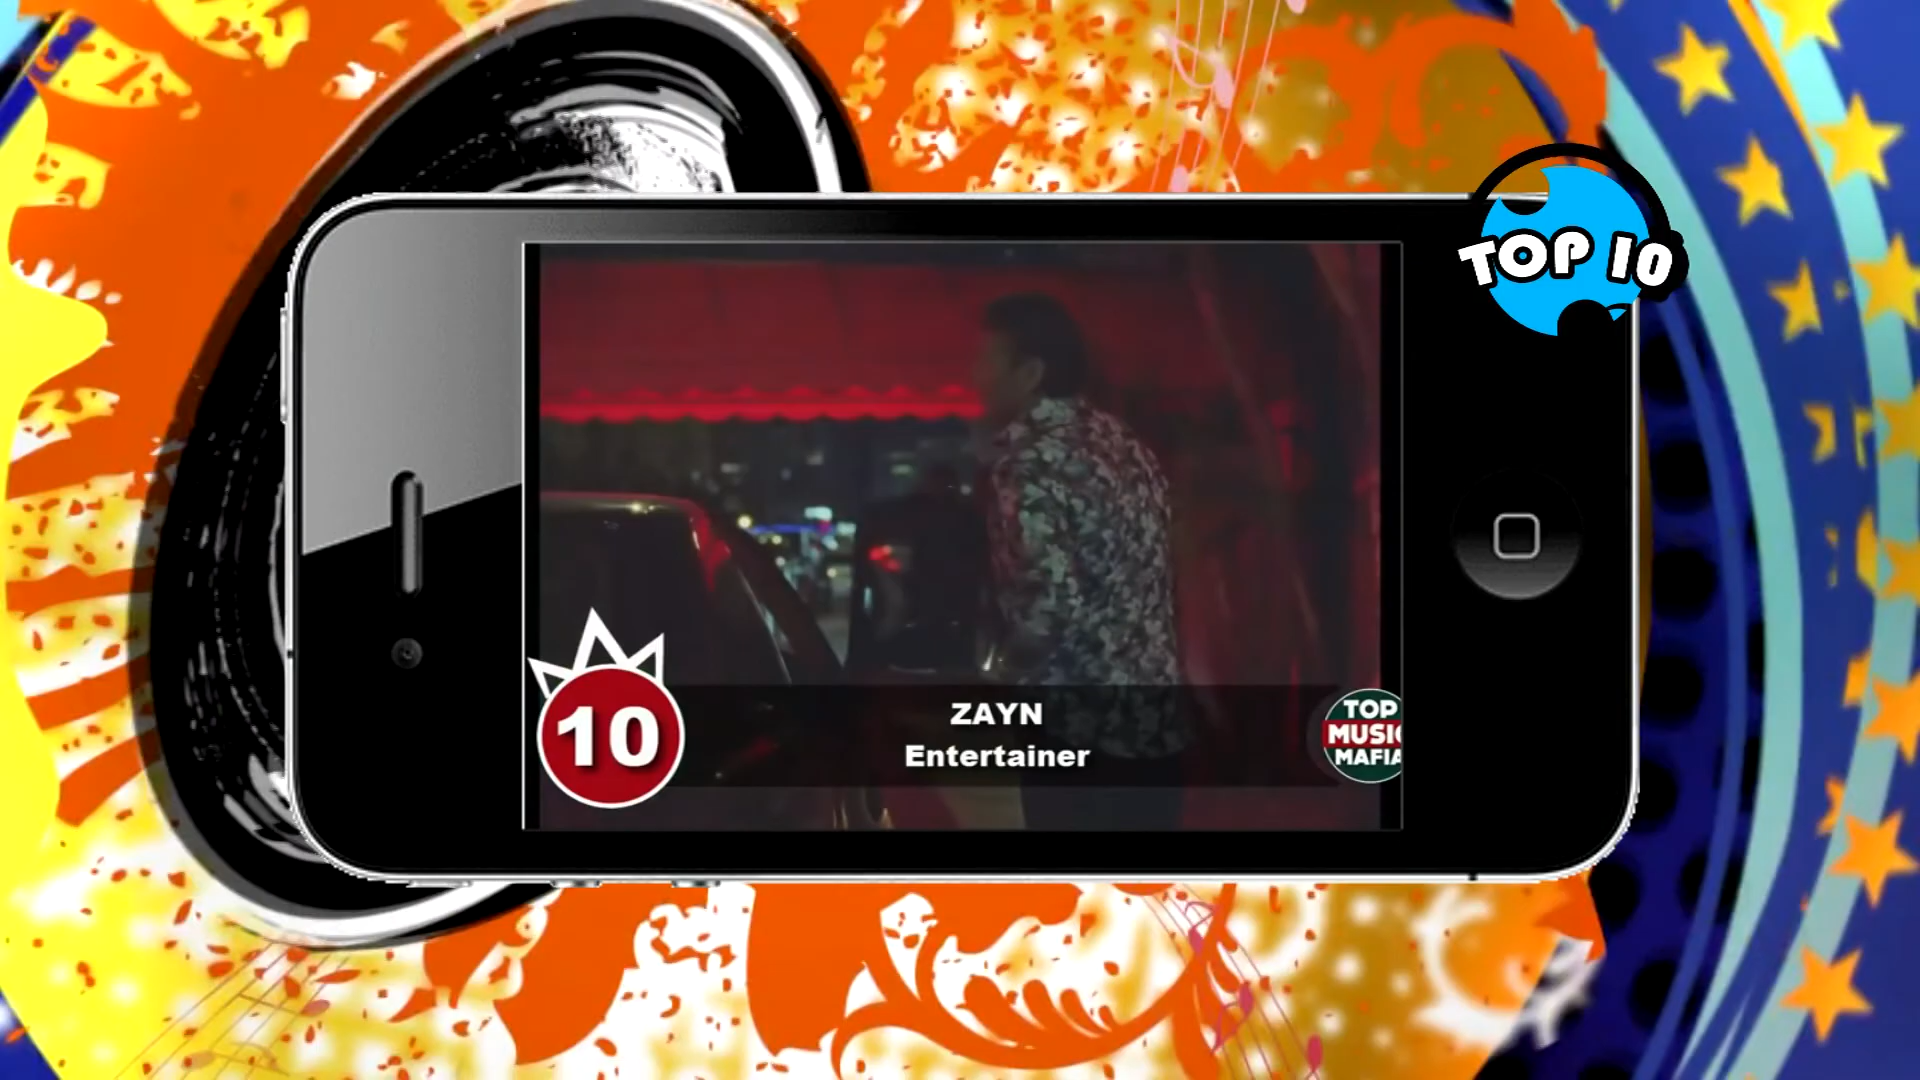 TOP 10
10
ZAYN
Entertainer
TOP
MUSIC
MAFIA